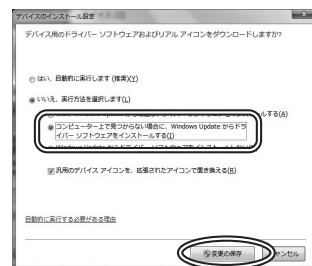 デバイスのインストール設定
デバイス用のドライバー ソフトウェアおよびリアル アイコンをダウンロードしますか?
はい、自動的に実行します (推奨)(Y)
いいえ、実行方法を選択します(L)
ルする(A)
コンピューター上で見つからない場合に、Windows Update からドラ
イバー ソフトウェアをインストールする(I)
汎用のデバイス アイコンを、拡張されたアイコンで置き換える(R)
自動的に実行する必要がある理由
変更の保存
ャンセル